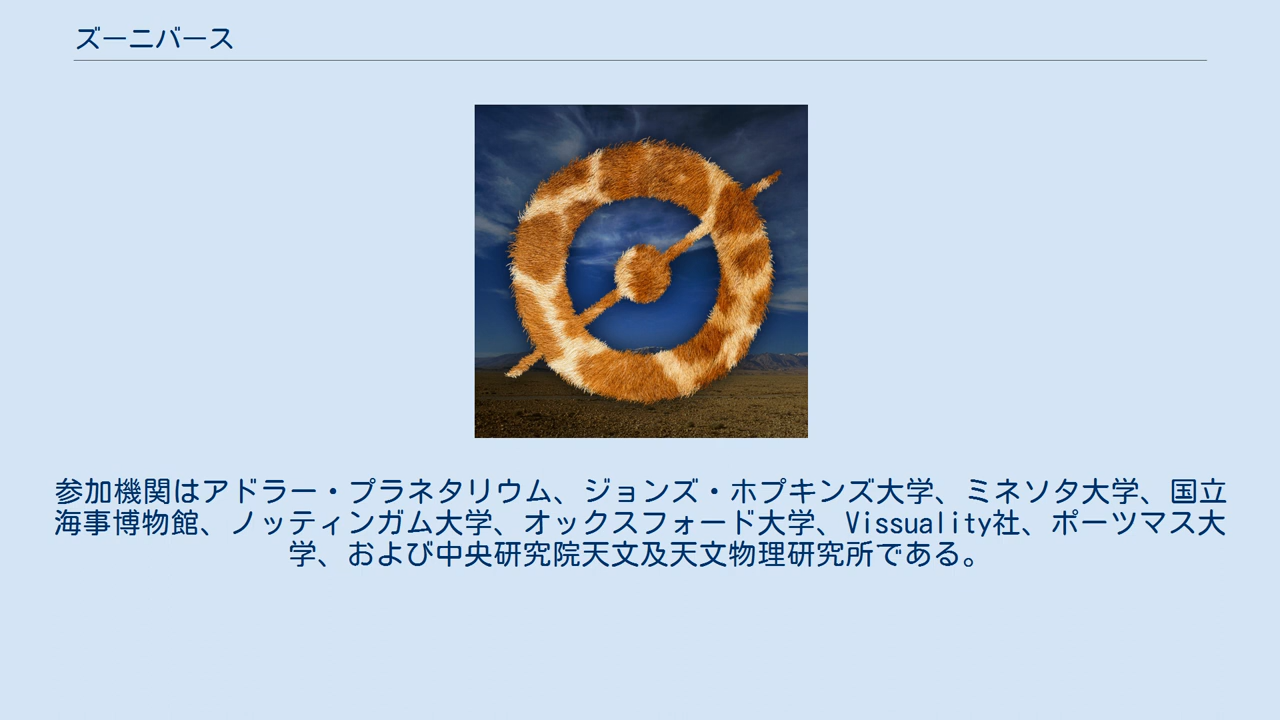 ズーニバース
参加機関はアドラー・プラネタリウム、ジョンズ・ホプキンズ大学、ミネソタ大学、国立
海事博物館、ノッティンガム大学、オックスフォード大学、Vissuality社、ポーツマス大
学、および中央研究院天文及天文物理研究所である。